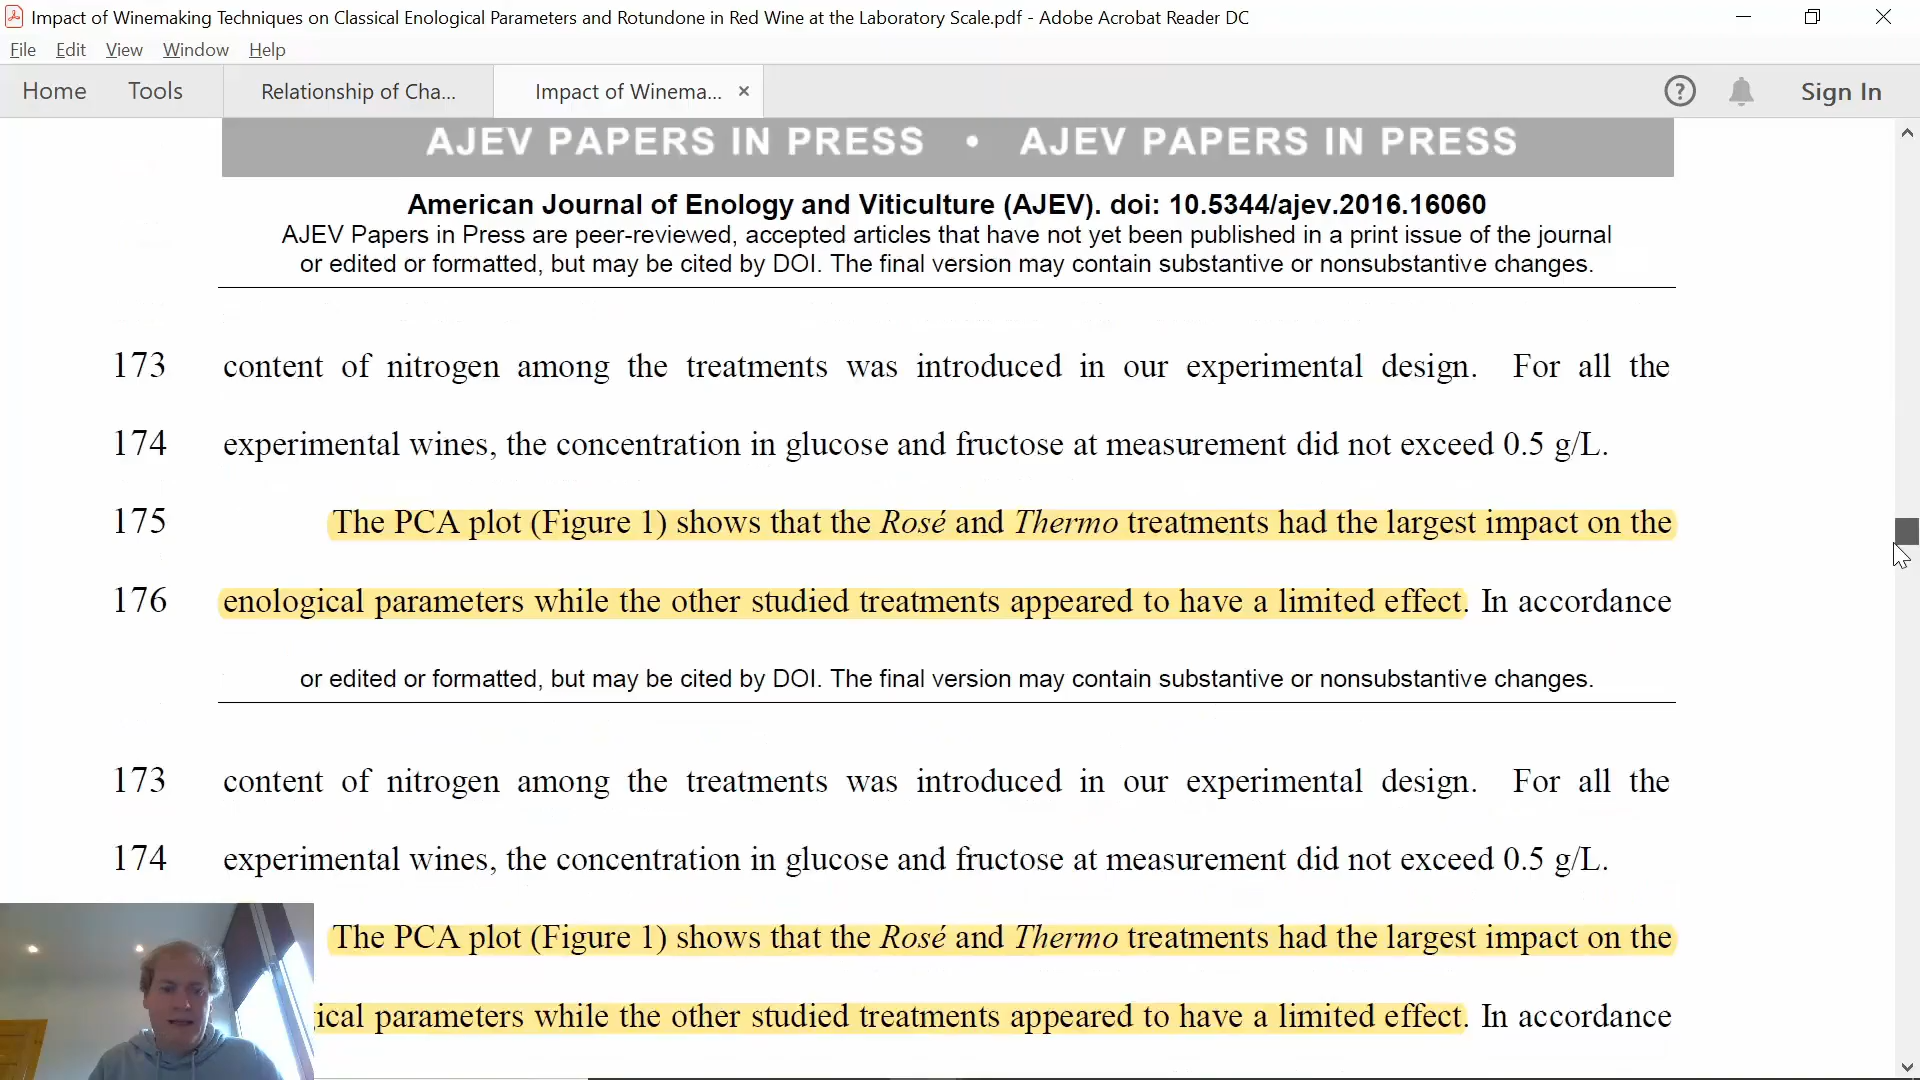 Impact of Winemaking Techniques on Classical Enological Parameters and Rotundone in Red Wine at the Laboratory Scale.pdf - Adobe Acrobat Reader DC
File Edit View Window Help
Home Tools Relationship of Cha... Impact of Winema... × ? Sign In
AJEV PAPERS IN PRESS • AJEV PAPERS IN PRESS
American Journal of Enology and Viticulture (AJEV). doi: 10.5344/ajev.2016.16060
AJEV Papers in Press are peer-reviewed, accepted articles that have not yet been published in a print issue of the journal
or edited or formatted, but may be cited by DOI. The final version may contain substantive or nonsubstantive changes.
173 content of nitrogen among the treatments was introduced in our experimental design. For all the
174 experimental wines, the concentration in glucose and fructose at measurement did not exceed 0.5 g/L.
175 The PCA plot (Figure 1) shows that the Rosé and Thermo treatments had the largest impact on the
176 enological parameters while the other studied treatments appeared to have a limited effect. In accordance
or edited or formatted, but may be cited by DOI. The final version may contain substantive or nonsubstantive changes.
173 content of nitrogen among the treatments was introduced in our experimental design. For all the
174 experimental wines, the concentration in glucose and fructose at measurement did not exceed 0.5 g/L.
The PCA plot (Figure 1) shows that the Rosé and Thermo treatments had the largest impact on the
ical parameters while the other studied treatments appeared to have a limited effect. In accordance